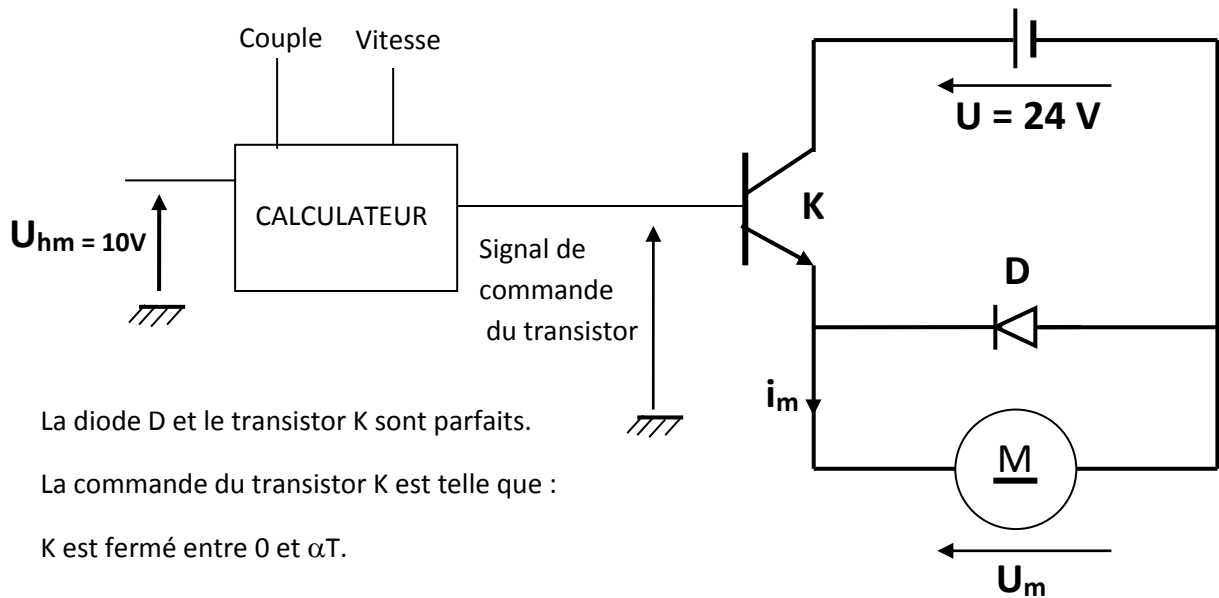 Couple Vitesse
U = 24 V
CALCULATEUR
K
Uhm = 10V
Signal de
commande
du transistor
D
im
La diode D et le transistor K sont parfaits.
M
La commande du transistor K est telle que :
K est fermé entre 0 et αT.
Um